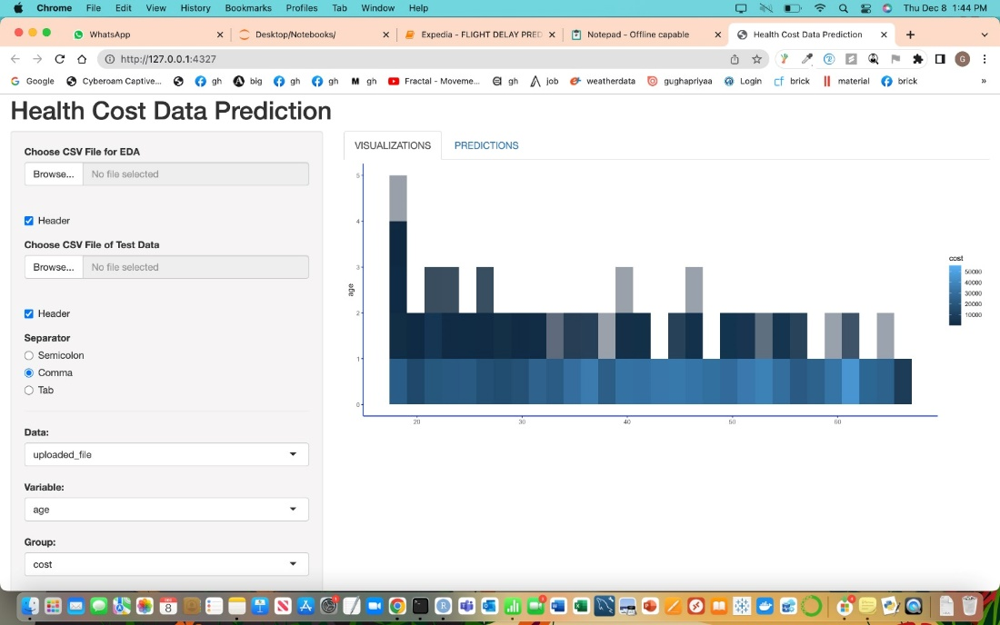 Chrome File Edit View History Bookmarks Profiles Tab Window Help Thu Dec 8 1:44 PM
WhatsApp Desktop/Notebooks/ Expedia - FLIGHT DELAY PRED Notepad - Offline capable Health Cost Data Prediction
http://127.0.0.1:4327 G
Google Cyberoam Captive... gh big gh gh gh Fractal - Moveme... gh job weatherdata gughapriyaa Login brick material brick »
Health Cost Data Prediction
Choose CSV File for EDA
Browse... No file selected
Header
Choose CSV File of Test Data
Browse... No file selected
Header
Separator
Semicolon
Comma
Tab
Data:
uploaded_file
Variable:
age
Group:
cost
VISUALIZATIONS PREDICTIONS
5
4
3
2
1
0
age
20 30 40 50 60
cost
50000
40000
30000
20000
10000